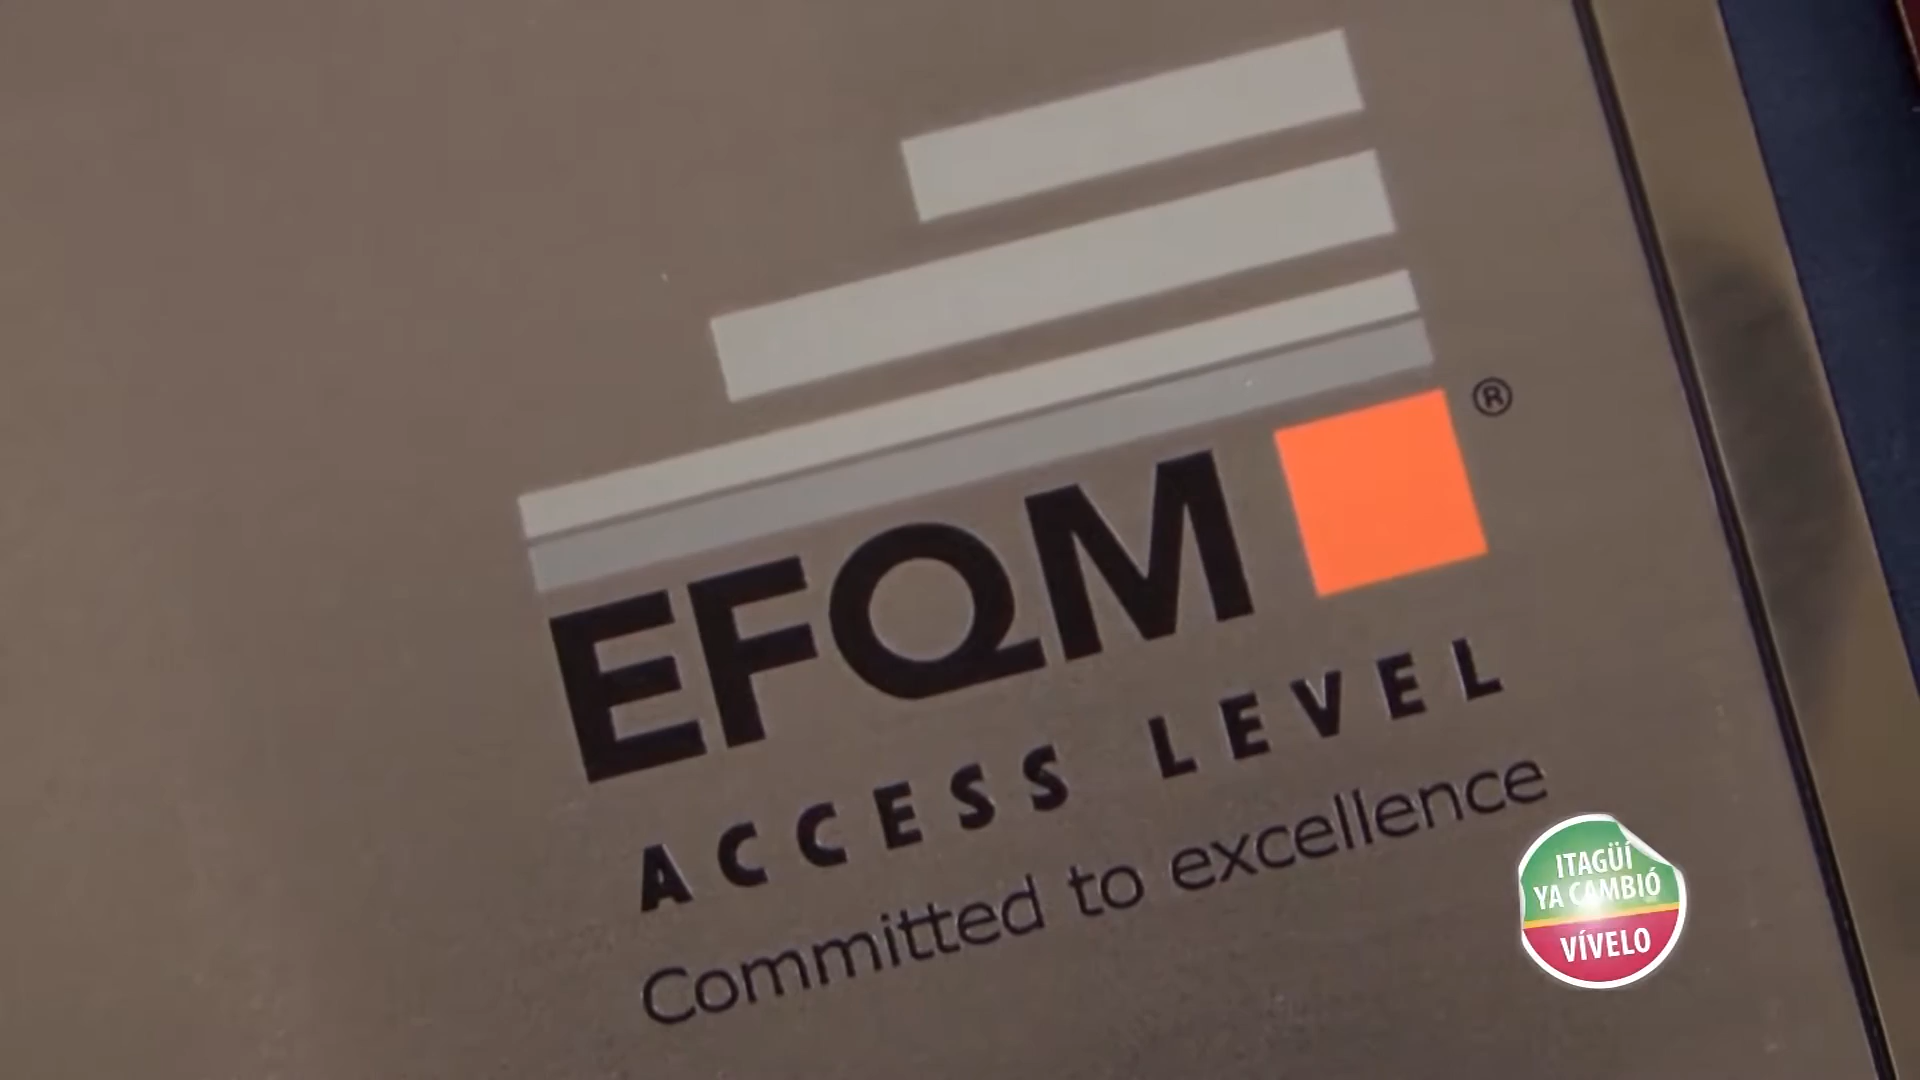 EFQM ®
ACCESS LEVEL
Committed to excellence
ITAGÜÍ
YA CAMBIÓ
VÍVELO